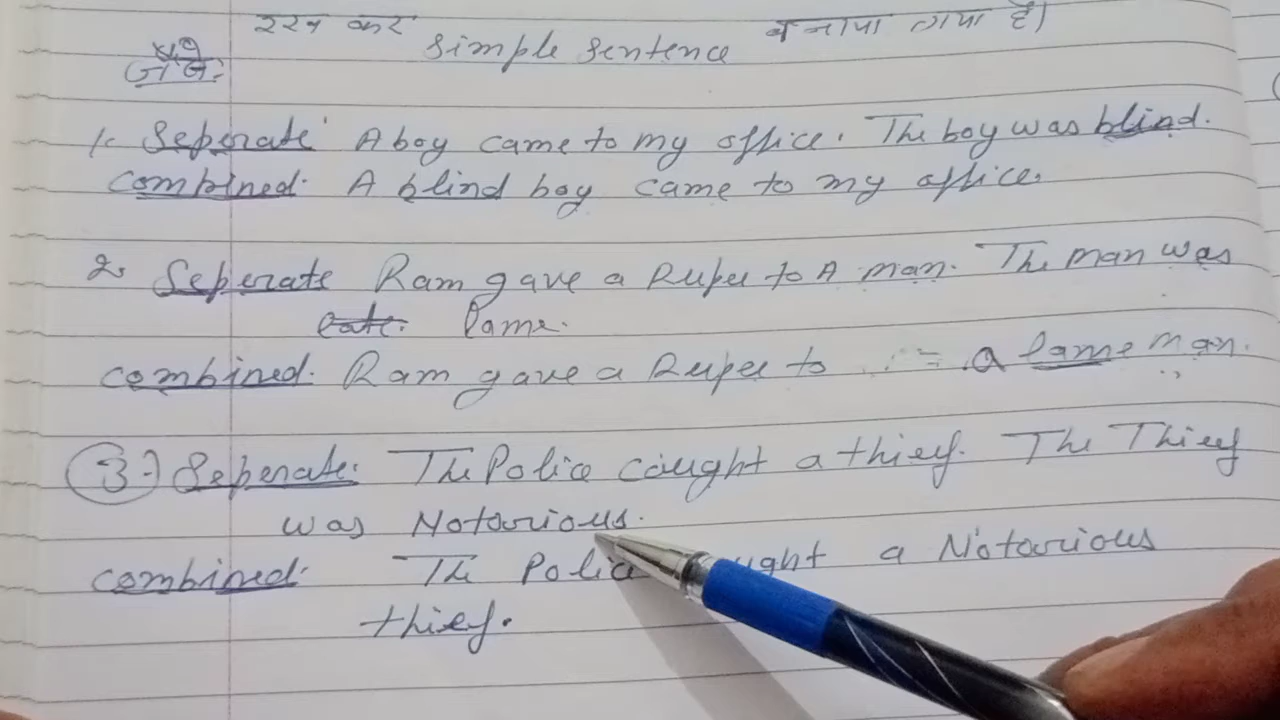 रख कर simple sentence बनाया गया है।
जैसे:
1:- Seperate: A boy came to my office. The boy was blind.
combined: A blind boy came to my office.
2. Seperate Ram gave a Rupee to A man. The man was
lame.
combined. Ram gave a Rupee to a lame man.
3-) Seperate: The Police caught a thief. The Thief
was Notorious.
combined: The Police ught a Notorious
thief.